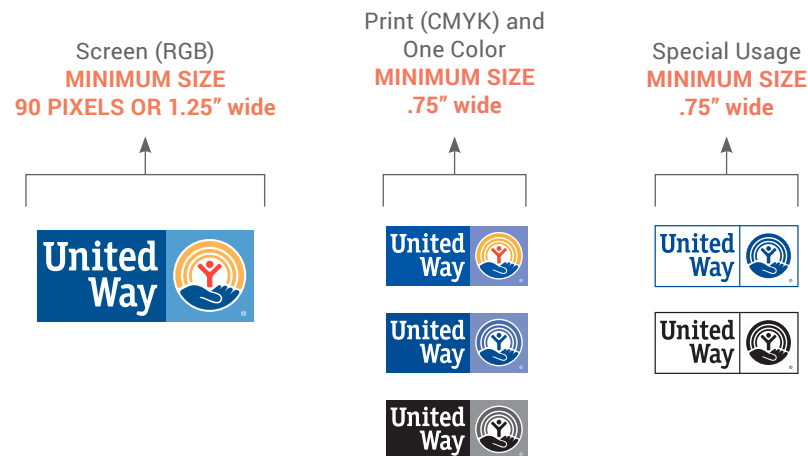 Screen (RGB)
MINIMUM SIZE
90 PIXELS OR 1.25” wide
Print (CMYK) and
One Color
MINIMUM SIZE
.75” wide
Special Usage
MINIMUM SIZE
.75” wide
United
Way
®
United
Way
®
United
Way
®
United
Way
®
United
Way
®
United
Way
®